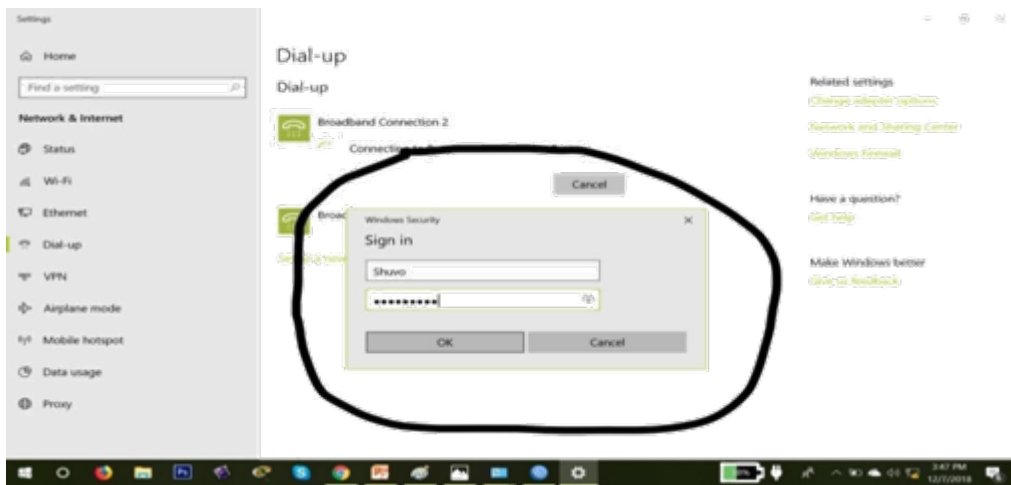 Settings
Home
Find a setting
Network & Internet
Status
Wi-Fi
Ethernet
Dial-up
VPN
Airplane mode
Mobile hotspot
Data usage
Proxy
Dial-up
Dial-up
Broadband Connection 2
Cancel
Windows Security
Sign in
Shuvo
OK
Cancel
Related settings
Change adapter options
Network and Sharing Center
Windows Firewall
Have a question?
Get help
Make Windows better
Give us feedback
3:47 PM
12/7/2018